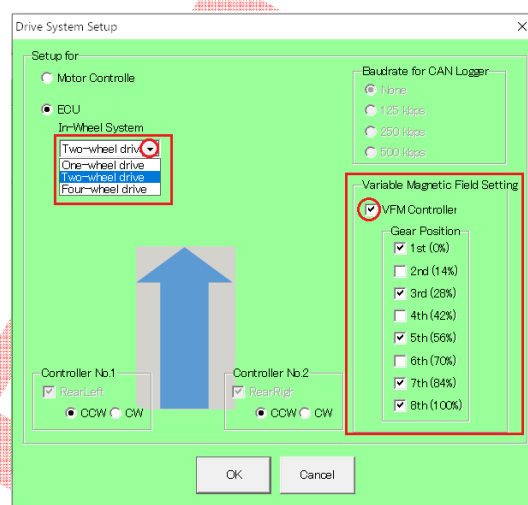 Drive System Setup
Setup for
Motor Controlle
ECU
In-Wheel System
Two-wheel drive
One-wheel drive
Two-wheel drive
Four-wheel drive
Baudrate for CAN Logger
None
125 kbps
250 kbps
500 kbps
Variable Magnetic Field Setting
VFM Controller
Gear Position
1st (0%)
2nd (14%)
3rd (28%)
4th (42%)
5th (56%)
6th (70%)
7th (84%)
8th (100%)
Controller No.1
RearLeft
CCW CW
Controller No.2
RearRigh
CCW CW
OK Cancel